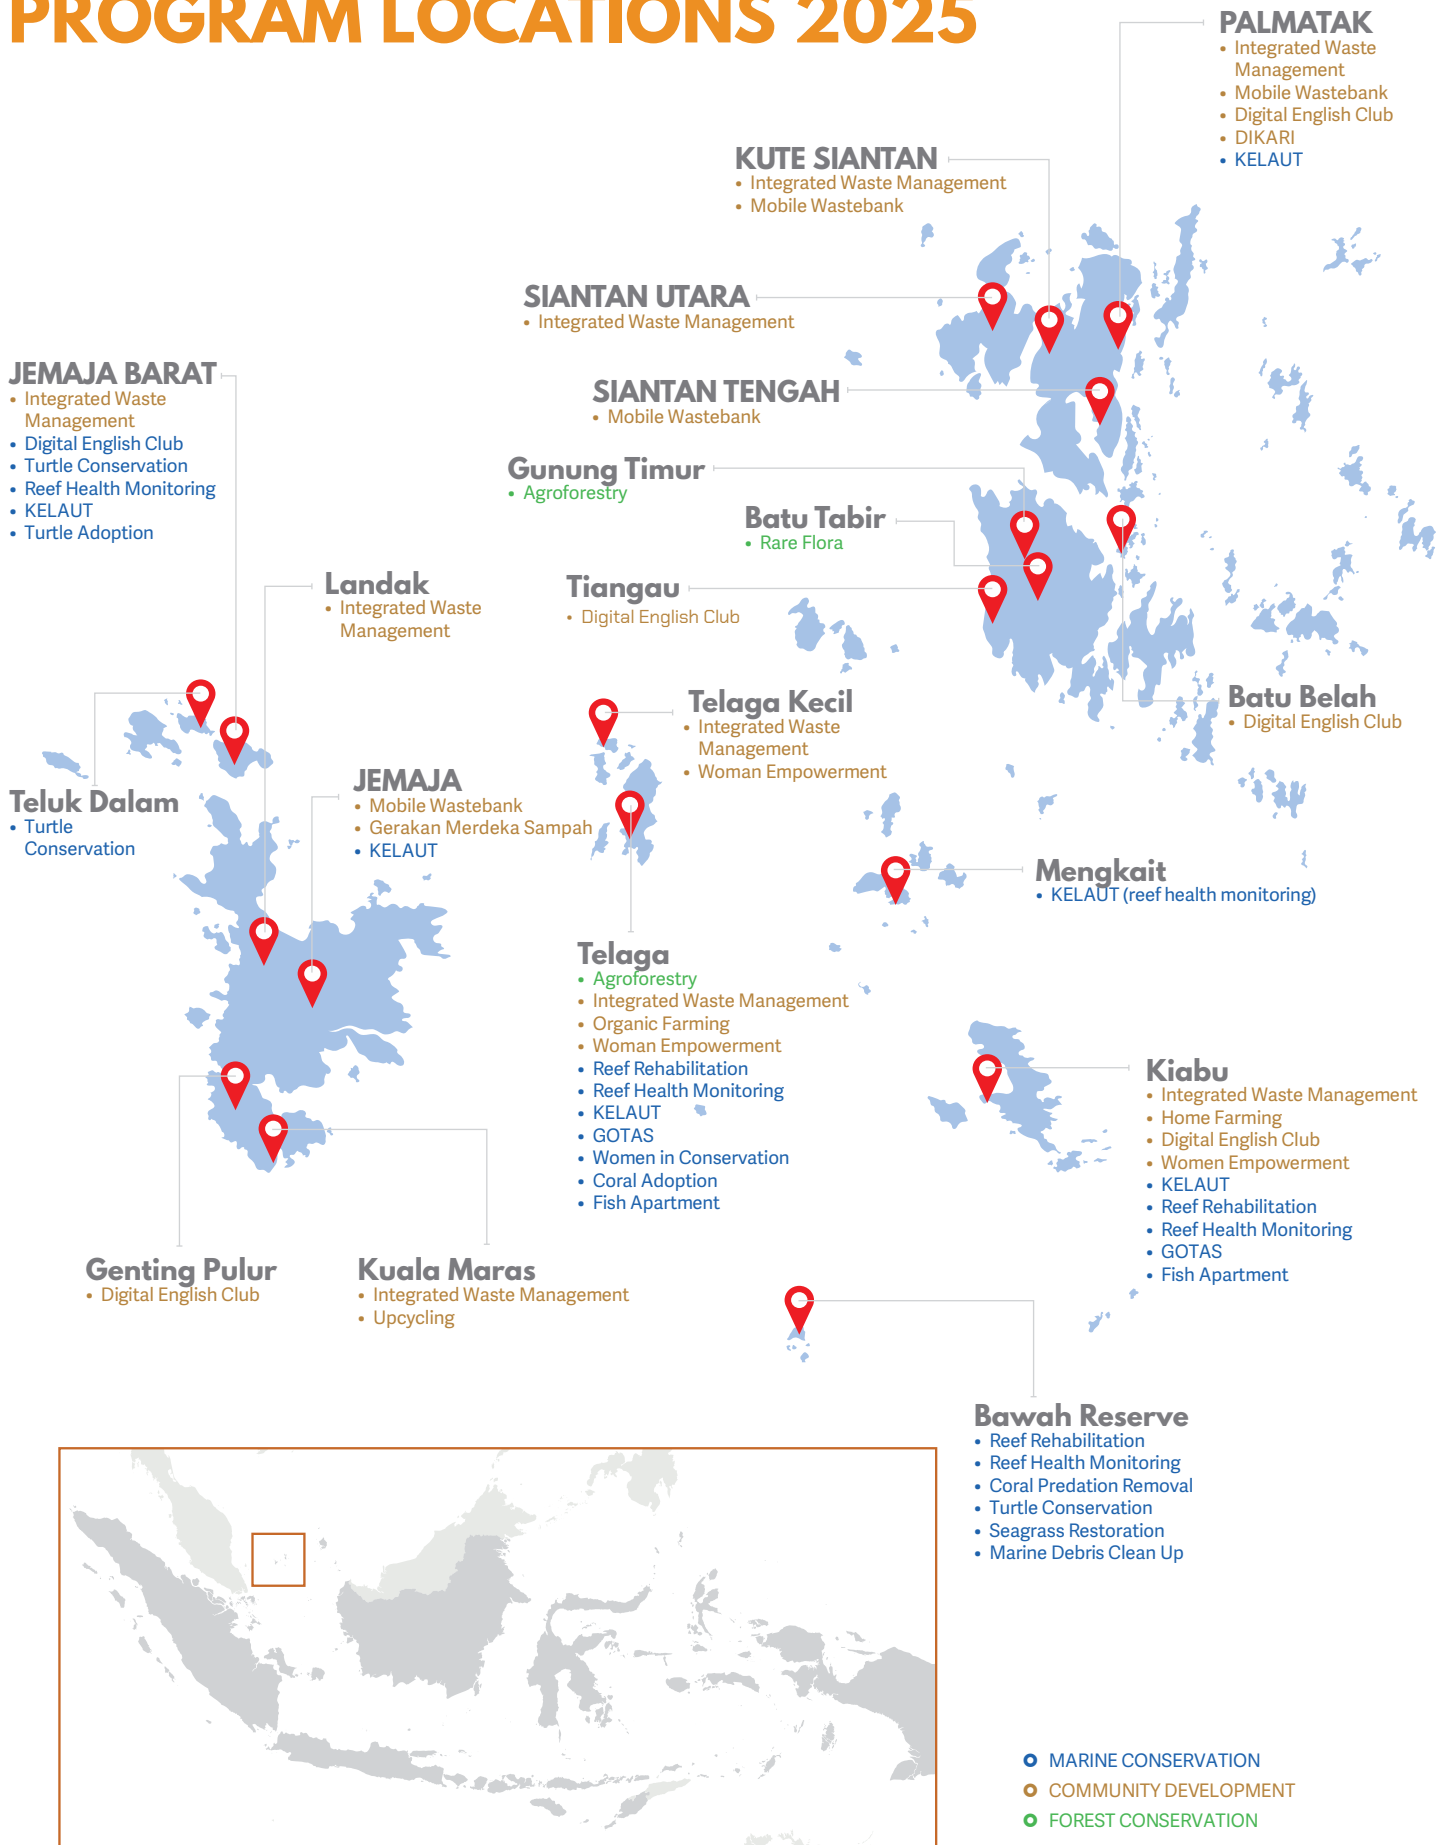 PROGRAM LOCATIONS 2025
PALMATAK
• Integrated Waste
Management
• Mobile Wastebank
• Digital English Club
• DIKARI
• KELAUT
KUTE SIANTAN
• Integrated Waste Management
• Mobile Wastebank
SIANTAN UTARA
• Integrated Waste Management
JEMAJA BARAT
• Integrated Waste
Management
• Digital English Club
• Turtle Conservation
• Reef Health Monitoring
• KELAUT
• Turtle Adoption
SIANTAN TENGAH
• Mobile Wastebank
Gunung Timur
• Agroforestry
Batu Tabir
• Rare Flora
Landak
• Integrated Waste
Management
Tiangau
• Digital English Club
Telaga Kecil
• Integrated Waste
Management
• Woman Empowerment
Batu Belah
• Digital English Club
Teluk Dalam
• Turtle
Conservation
JEMAJA
• Mobile Wastebank
• Gerakan Merdeka Sampah
• KELAUT
Mengkait
• KELAUT (reef health monitoring)
Telaga
• Agroforestry
• Integrated Waste Management
• Organic Farming
• Woman Empowerment
• Reef Rehabilitation
• Reef Health Monitoring
• KELAUT
• GOTAS
• Women in Conservation
• Coral Adoption
• Fish Apartment
Kiabu
• Integrated Waste Management
• Home Farming
• Digital English Club
• Women Empowerment
• KELAUT
• Reef Rehabilitation
• Reef Health Monitoring
• GOTAS
• Fish Apartment
Genting Pulur
• Digital English Club
Kuala Maras
• Integrated Waste Management
• Upcycling
Bawah Reserve
• Reef Rehabilitation
• Reef Health Monitoring
• Coral Predation Removal
• Turtle Conservation
• Seagrass Restoration
• Marine Debris Clean Up
MARINE CONSERVATION
COMMUNITY DEVELOPMENT
FOREST CONSERVATION